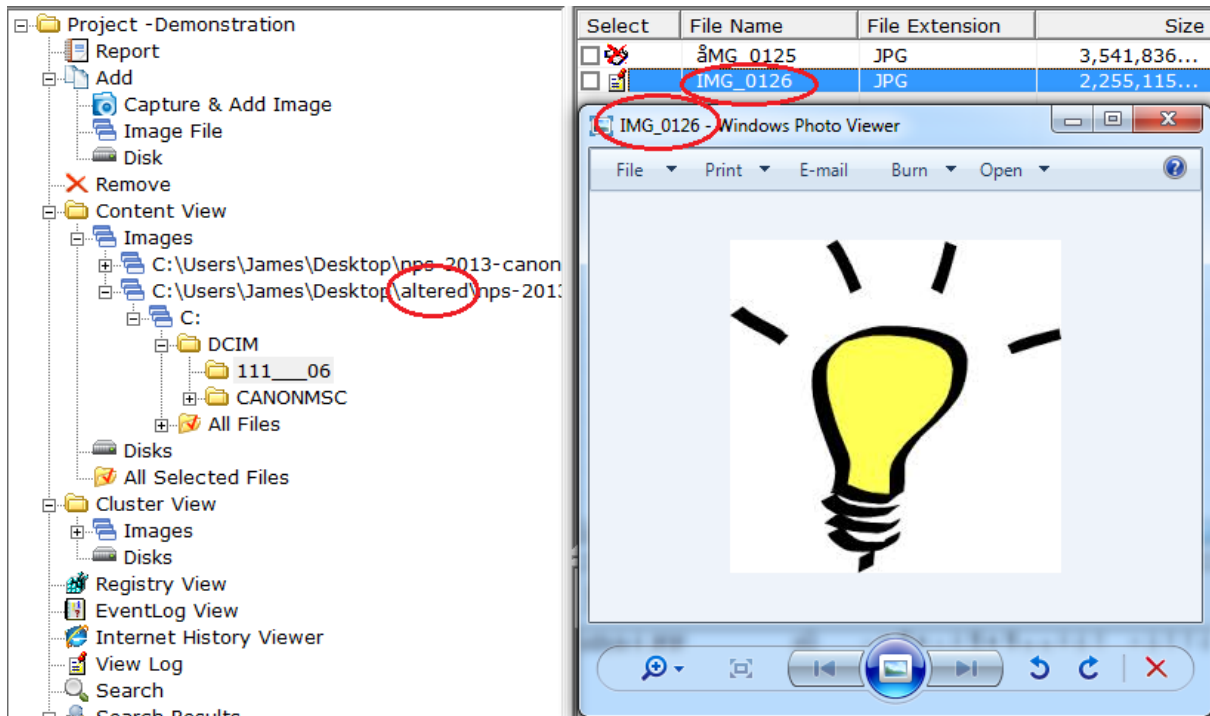 Project -Demonstration
Report
Add
Capture & Add Image
Image File
Disk
Remove
Content View
Images
C:\Users\James\Desktop\nps-2013-canon
C:\Users\James\Desktop\altered\nps-2013
C:
DCIM
111___06
CANONMSC
All Files
Disks
All Selected Files
Cluster View
Images
Disks
Registry View
EventLog View
Internet History Viewer
View Log
Search
Search Results
Select File Name File Extension Size
åMG_0125 JPG 3,541,836...
IMG_0126 JPG 2,255,115...
IMG_0126 - Windows Photo Viewer
File Print E-mail Burn Open